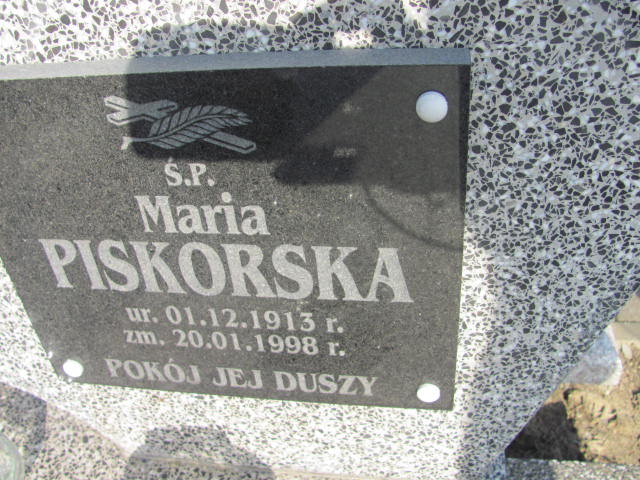 Ś.P.
Maria
PISKORSKA
ur. 01.12.1913 r.
zm. 20.01.1998 r.
POKÓJ JEJ DUSZY